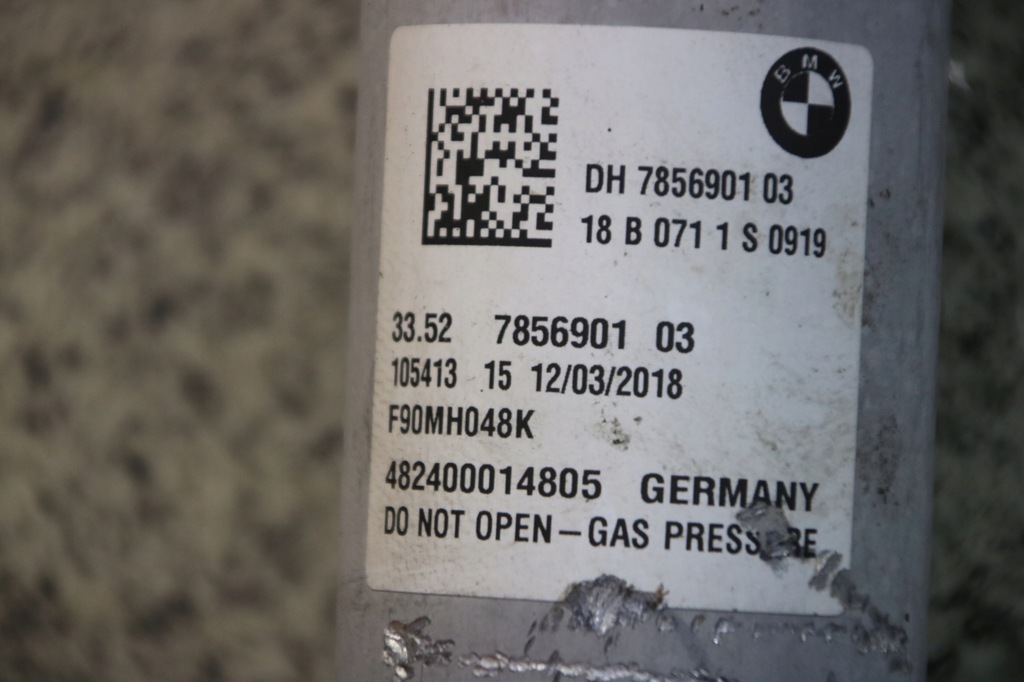 BMW
DH 7856901 03
18 B 071 1 S 0919
33.52 7856901 03
105413 15 12/03/2018
F90MH048K
482400014805 GERMANY
DO NOT OPEN – GAS PRESSURE